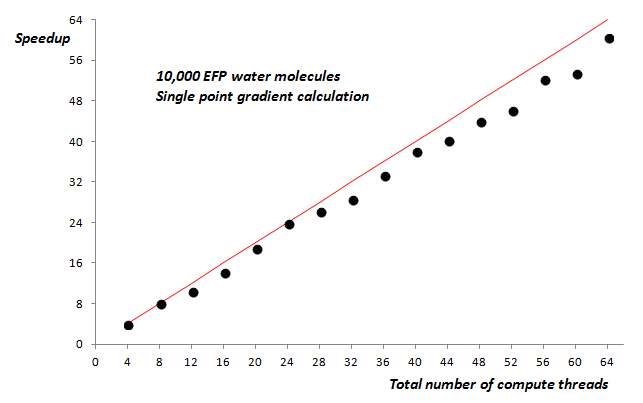 64
Speedup
56
10,000 EFP water molecules
Single point gradient calculation
48
40
32
24
16
8
0
0 4 8 12 16 20 24 28 32 36 40 44 48 52 56 60 64
Total number of compute threads